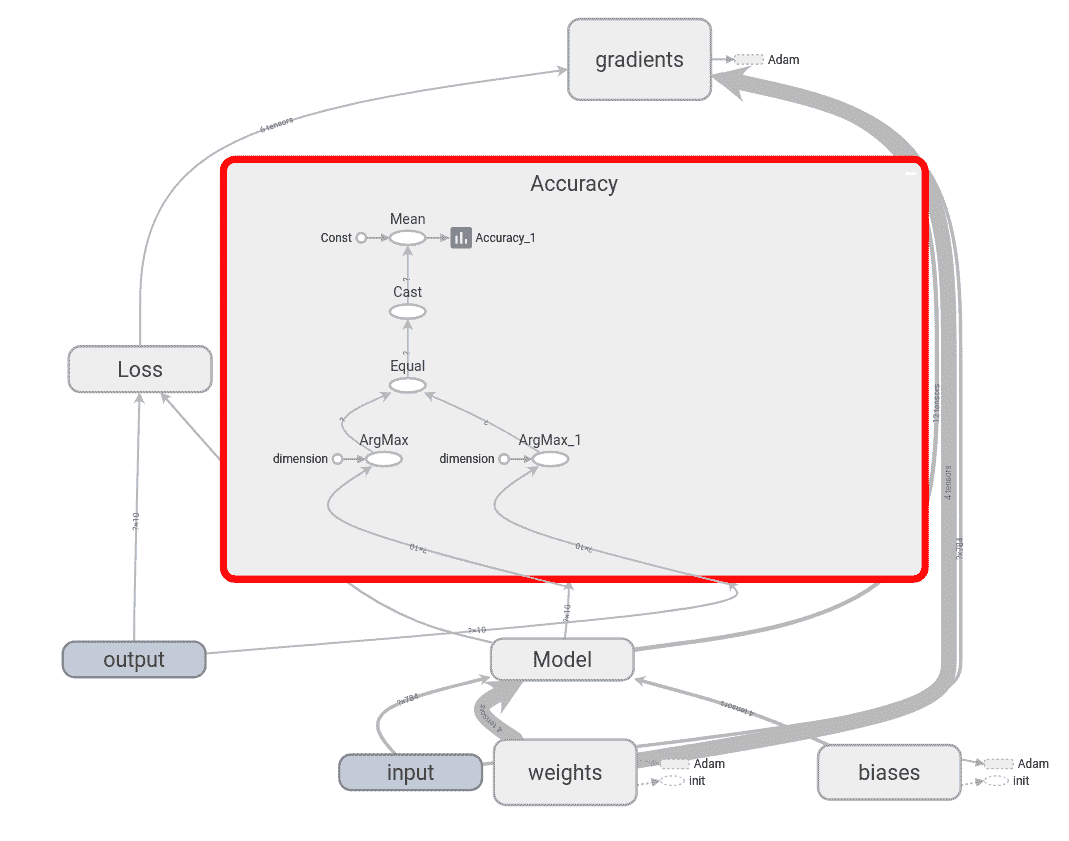 gradients
Adam
6 tensors
Accuracy
Mean
Const
Accuracy_1
?
Cast
?
Equal
Loss
?
?
12 tensors
ArgMax
ArgMax_1
dimension
dimension
4 tensors
?×10
?×10
?×10
?×784
?×10
?×10
output
Model
?×784
4 tensors
4 tensors
input
weights
Adam
init
biases
Adam
init